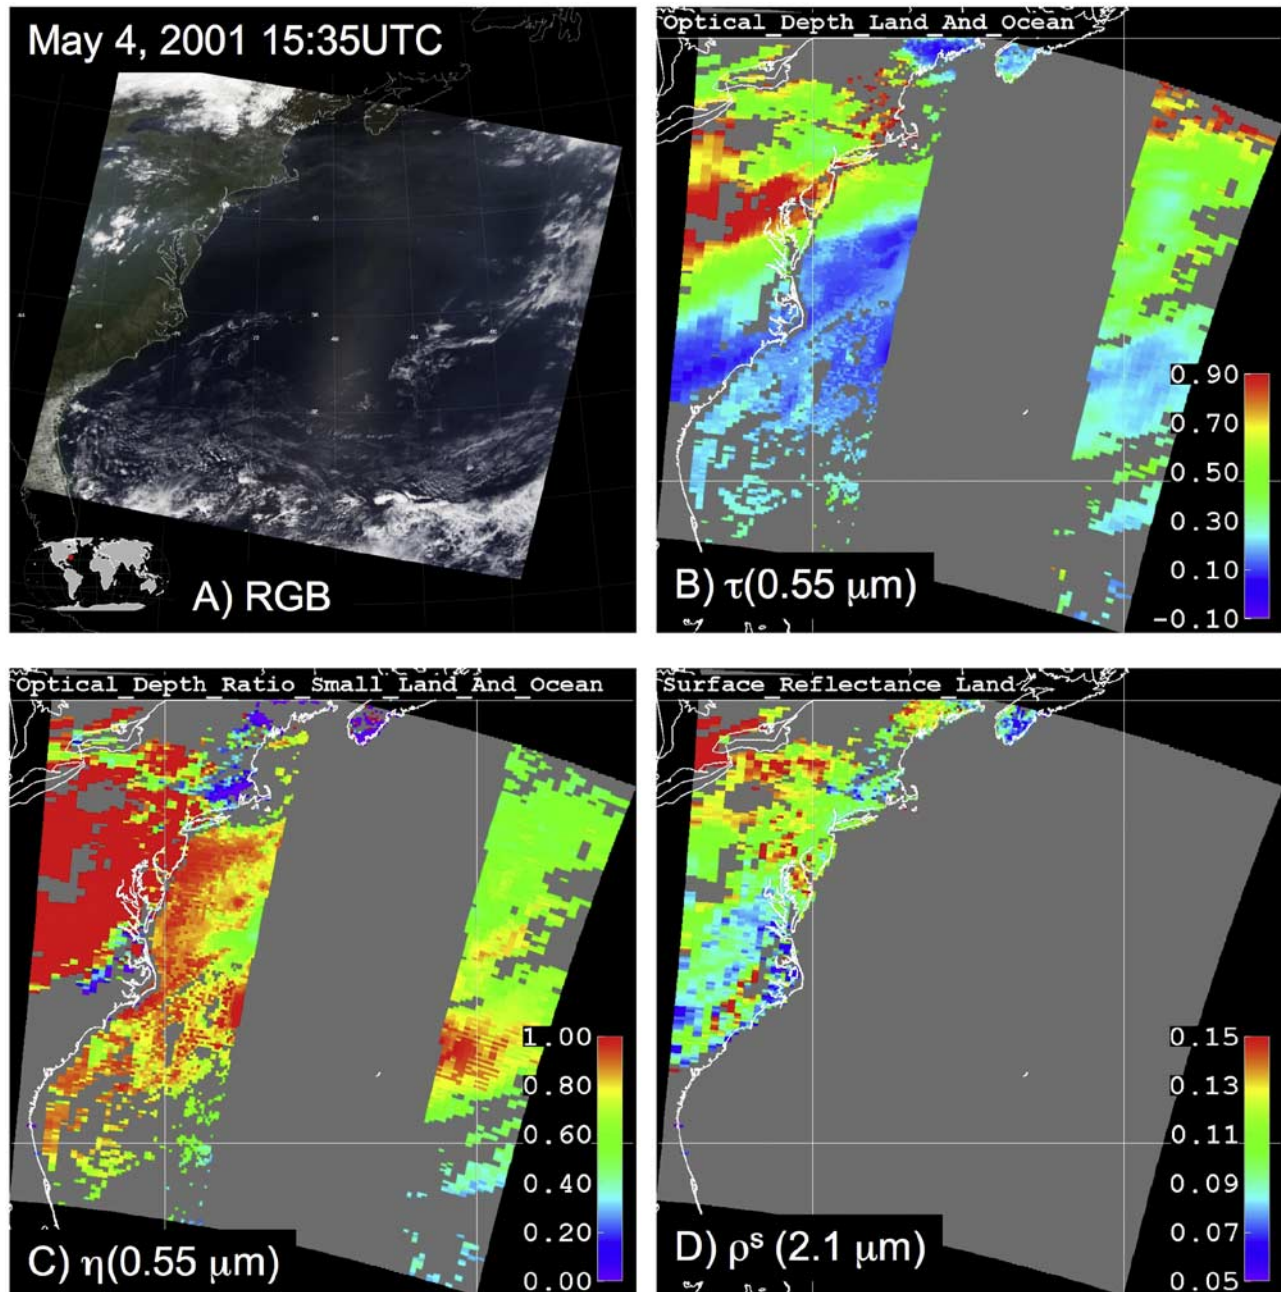 May 4, 2001 15:35UTC
A) RGB
Optical_Depth_Land_And_Ocean
0.90
0.70
0.50
0.30
0.10
-0.10
B) τ(0.55 μm)
Optical_Depth_Ratio_Small_Land_And_Ocean
1.00
0.80
0.60
0.40
0.20
0.00
C) η(0.55 μm)
Surface_Reflectance_Land
0.15
0.13
0.11
0.09
0.07
0.05
D) ρˢ (2.1 μm)